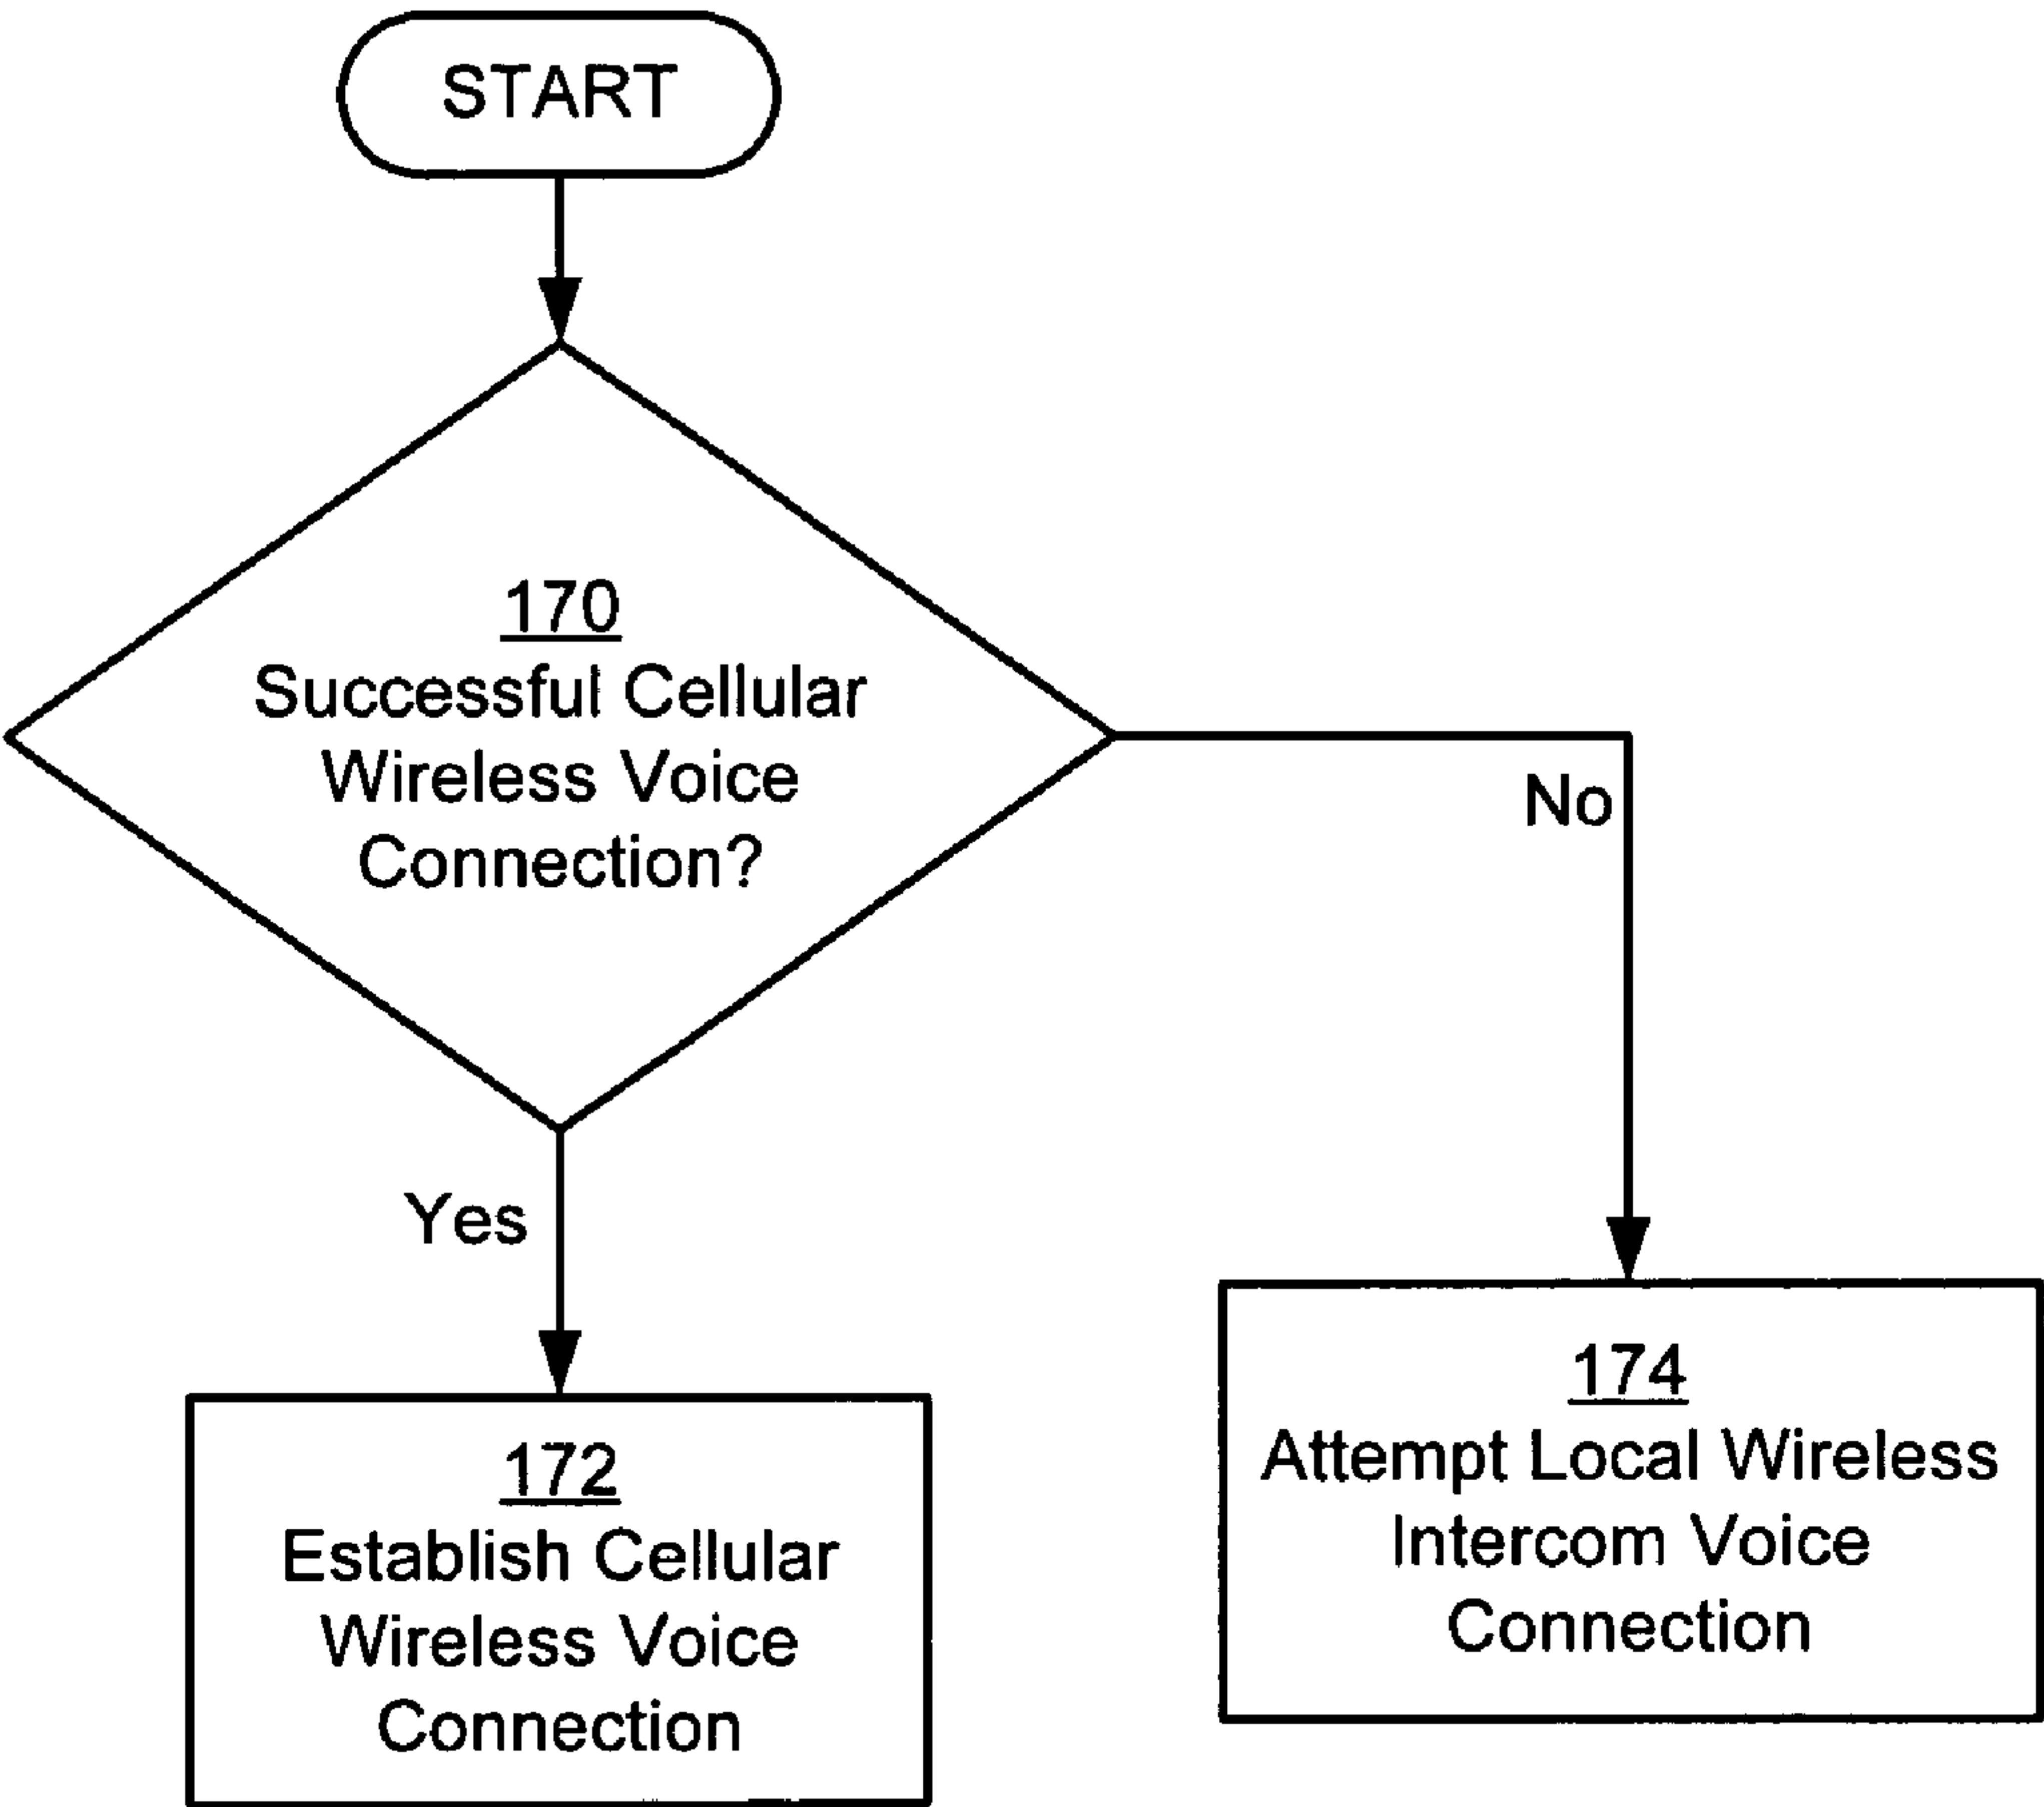 START
170
Successful Cellular
Wireless Voice
Connection?
No
Yes
172
Establish Cellular
Wireless Voice
Connection
174
Attempt Local Wireless
Intercom Voice
Connection